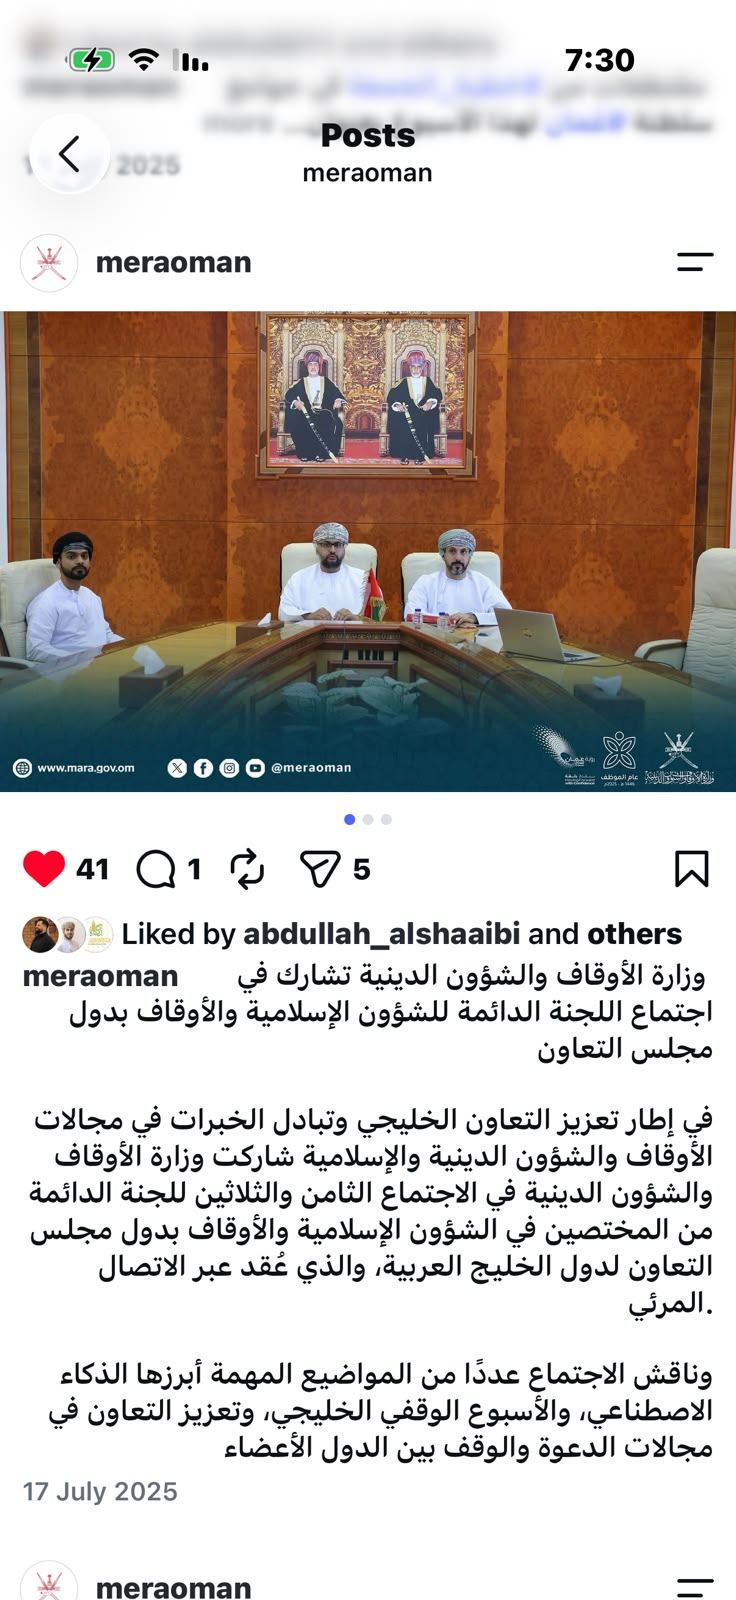 7:30
Posts
meraoman
2025
meraoman
www.mara.gov.om
@meraoman
عام الموظف
41
1
5
Liked by abdullah_alshaaibi and others
meraoman وزارة الأوقاف والشؤون الدينية تشارك في
اجتماع اللجنة الدائمة للشؤون الإسلامية والأوقاف بدول
مجلس التعاون
في إطار تعزيز التعاون الخليجي وتبادل الخبرات في مجالات
الأوقاف والشؤون الدينية والإسلامية شاركت وزارة الأوقاف
والشؤون الدينية في الاجتماع الثامن والثلاثين للجنة الدائمة
من المختصين في الشؤون الإسلامية والأوقاف بدول مجلس
التعاون لدول الخليج العربية، والذي عُقد عبر الاتصال
المرئي.
وناقش الاجتماع عددًا من المواضيع المهمة أبرزها الذكاء
الاصطناعي، والأسبوع الوقفي الخليجي، وتعزيز التعاون في
مجالات الدعوة والوقف بين الدول الأعضاء
17 July 2025
meraoman